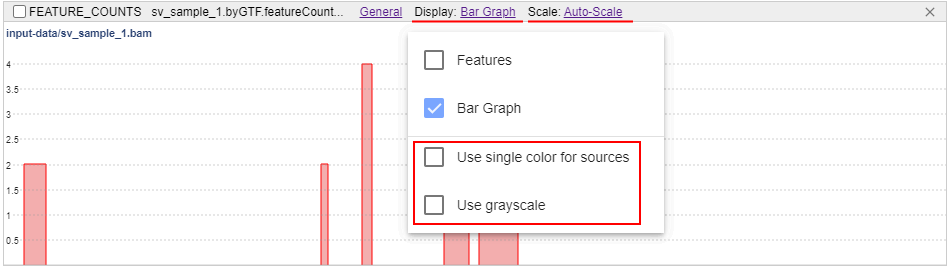 FEATURE_COUNTS sv_sample_1.byGTF.featureCount... General Display: Bar Graph Scale: Auto-Scale
input-data/sv_sample_1.bam
Features
4
3.5
Bar Graph
3
2.5
Use single color for sources
2
1.5
Use grayscale
1
0.5